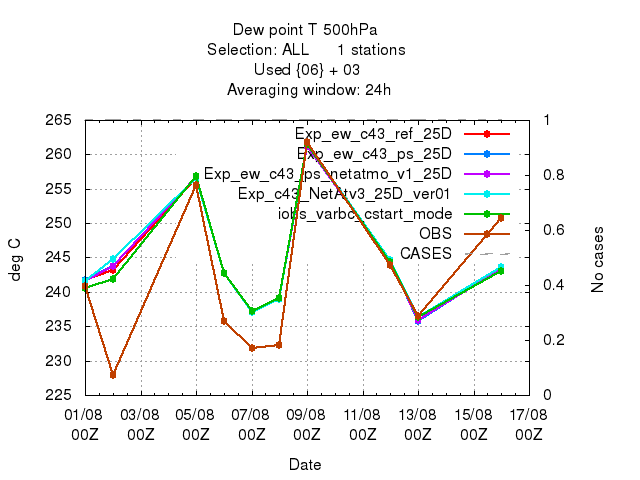 Dew point T 500hPa
Selection: ALL 1 stations
Used {06} + 03
Averaging window: 24h
265 1
Exp_ew_c43_ref_25D
260 Exp_ew_c43_ps_25D
255 Exp_ew_c43_ps_netatmo_v1_25D 0.8
Exp_c43_NetAtv3_25D_ver01
250 iobs_varbc_cstart_mode
OBS 0.6
245 CASES
deg C
No cases
240 0.4
235
0.2
230
225 0
01/08 03/08 05/08 07/08 09/08 11/08 13/08 15/08 17/08
00Z 00Z 00Z 00Z 00Z 00Z 00Z 00Z 00Z
Date